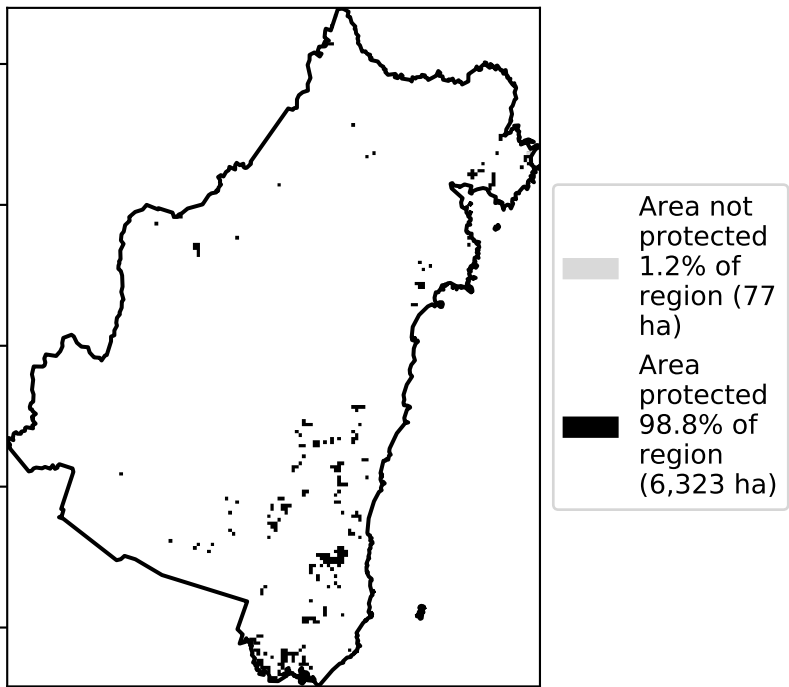 Area not
protected
1.2% of
region (77
ha)
Area
protected
98.8% of
region
(6,323 ha)